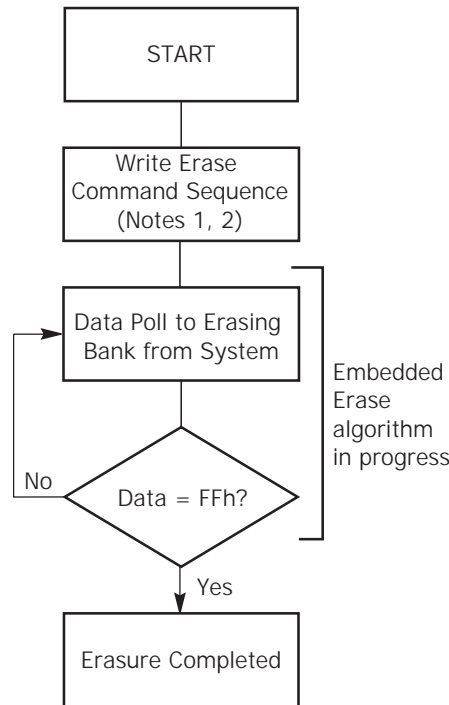 START
Write Erase
Command Sequence
(Notes 1, 2)
Data Poll to Erasing
Bank from System
Embedded
Erase
algorithm
in progress
No
Data = FFh?
Yes
Erasure Completed